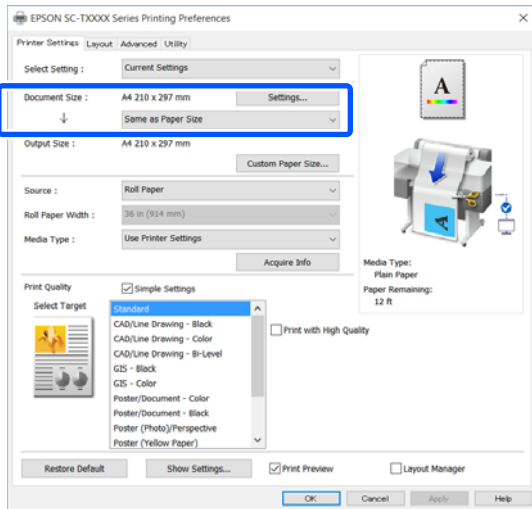 EPSON SC-TXXXX Series Printing Preferences
Printer Settings Layout Advanced Utility
Select Setting : Current Settings
Document Size : A4 210 x 297 mm Settings...
↓ Same as Paper Size
Output Size : A4 210 x 297 mm
Custom Paper Size...
Source : Roll Paper
Roll Paper Width : 36 in (914 mm)
Media Type : Use Printer Settings
Acquire Info
A
Media Type:
Plain Paper
Paper Remaining:
12 ft
Print Quality Simple Settings
Select Target
Standard
CAD/Line Drawing - Black
CAD/Line Drawing - Color
CAD/Line Drawing - Bi-Level
GIS - Black
GIS - Color
Poster/Document - Color
Poster/Document - Black
Poster (Photo)/Perspective
Poster (Yellow Paper)
Print with High Quality
Restore Default Show Settings... Print Preview Layout Manager
OK Cancel Apply Help